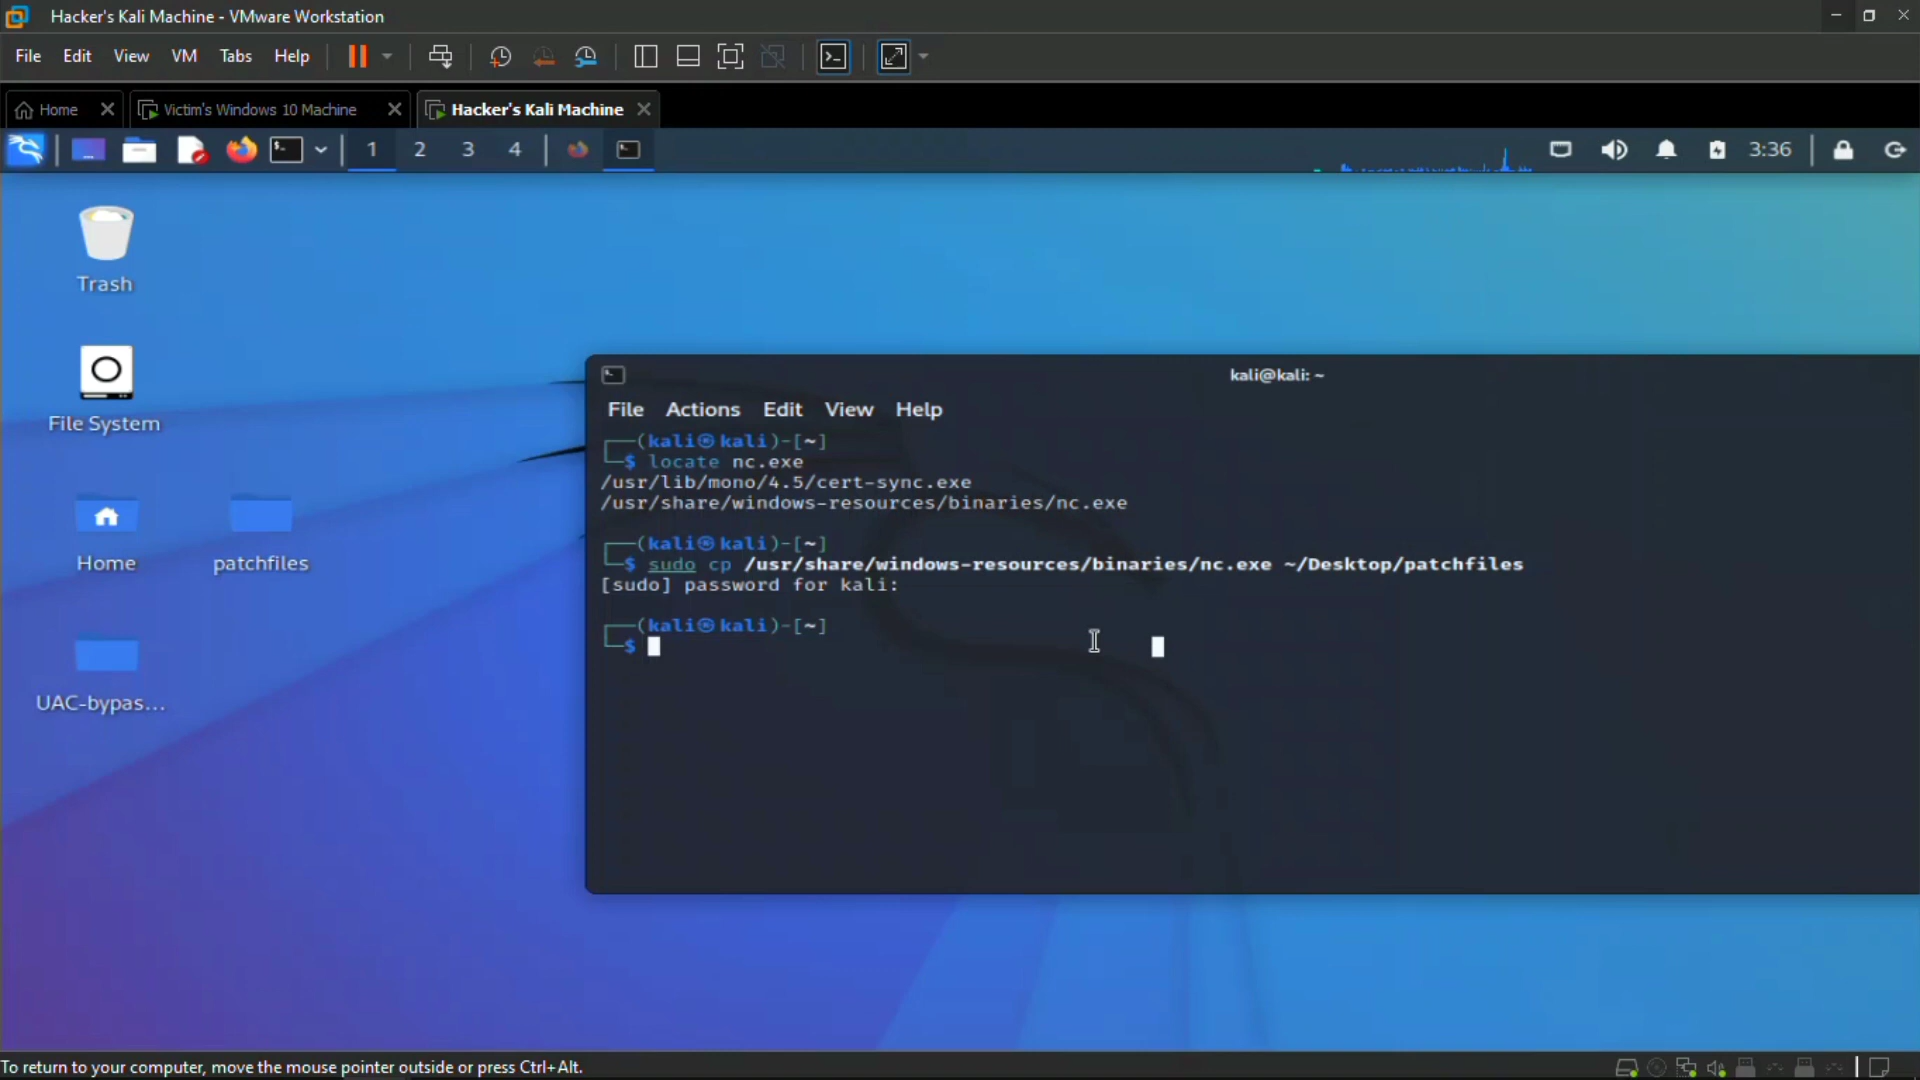 Hacker's Kali Machine - VMware Workstation
File Edit View VM Tabs Help
Home Victim's Windows 10 Machine Hacker's Kali Machine
1 2 3 4 3:36
Trash
File System
Home patchfiles
UAC-bypas...
kali@kali: ~
File Actions Edit View Help
┌──(kali㉿kali)-[~]
└─$ locate nc.exe
/usr/lib/mono/4.5/cert-sync.exe
/usr/share/windows-resources/binaries/nc.exe
┌──(kali㉿kali)-[~]
└─$ sudo cp /usr/share/windows-resources/binaries/nc.exe ~/Desktop/patchfiles
[sudo] password for kali:
┌──(kali㉿kali)-[~]
└─$
To return to your computer, move the mouse pointer outside or press Ctrl+Alt.